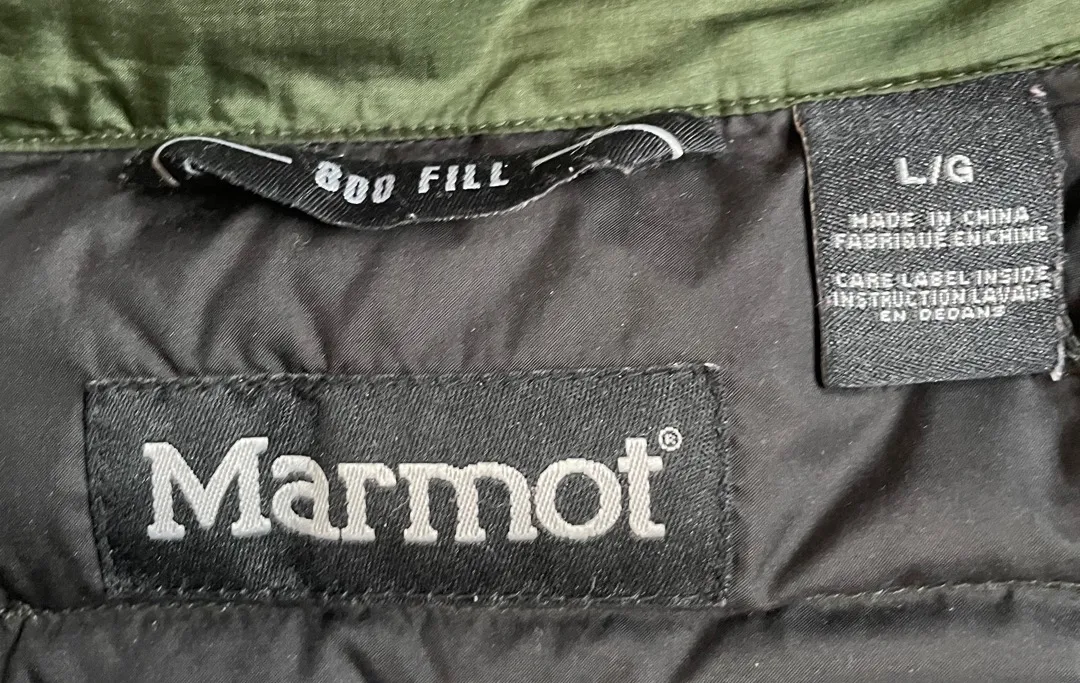 800 FILL
L/G
MADE IN CHINA
FABRIQUÉ EN CHINE
CARE LABEL INSIDE
INSTRUCTION LAVAGE
EN DEDANS
Marmot®